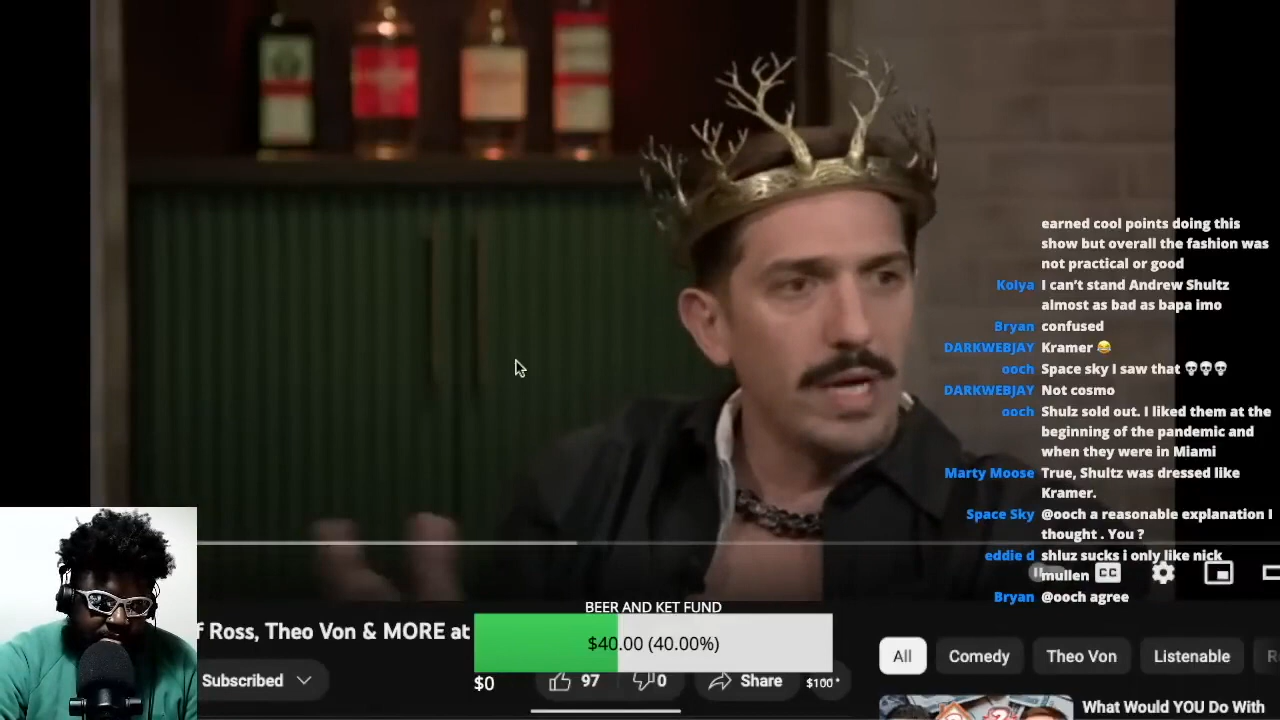 earned cool points doing this
show but overall the fashion was
not practical or good
Koiya I can’t stand Andrew Shultz
almost as bad as bapa imo
Bryan confused
DARKWEBJAY Kramer 😂
ooch Space sky I saw that 💀💀💀
DARKWEBJAY Not cosmo
ooch Shulz sold out. I liked them at the
beginning of the pandemic and
when they were in Miami
Marty Moose True, Shultz was dressed like
Kramer.
Space Sky @ooch a reasonable explanation I
thought . You ?
eddie d shluz sucks i only like nick
mullen
CC
Bryan @ooch agree
BEER AND KET FUND
f Ross, Theo Von & MORE at
$40.00 (40.00%)
All Comedy Theo Von Listenable
Subscribed
$0
97
0
Share
$100*
What Would YOU Do With